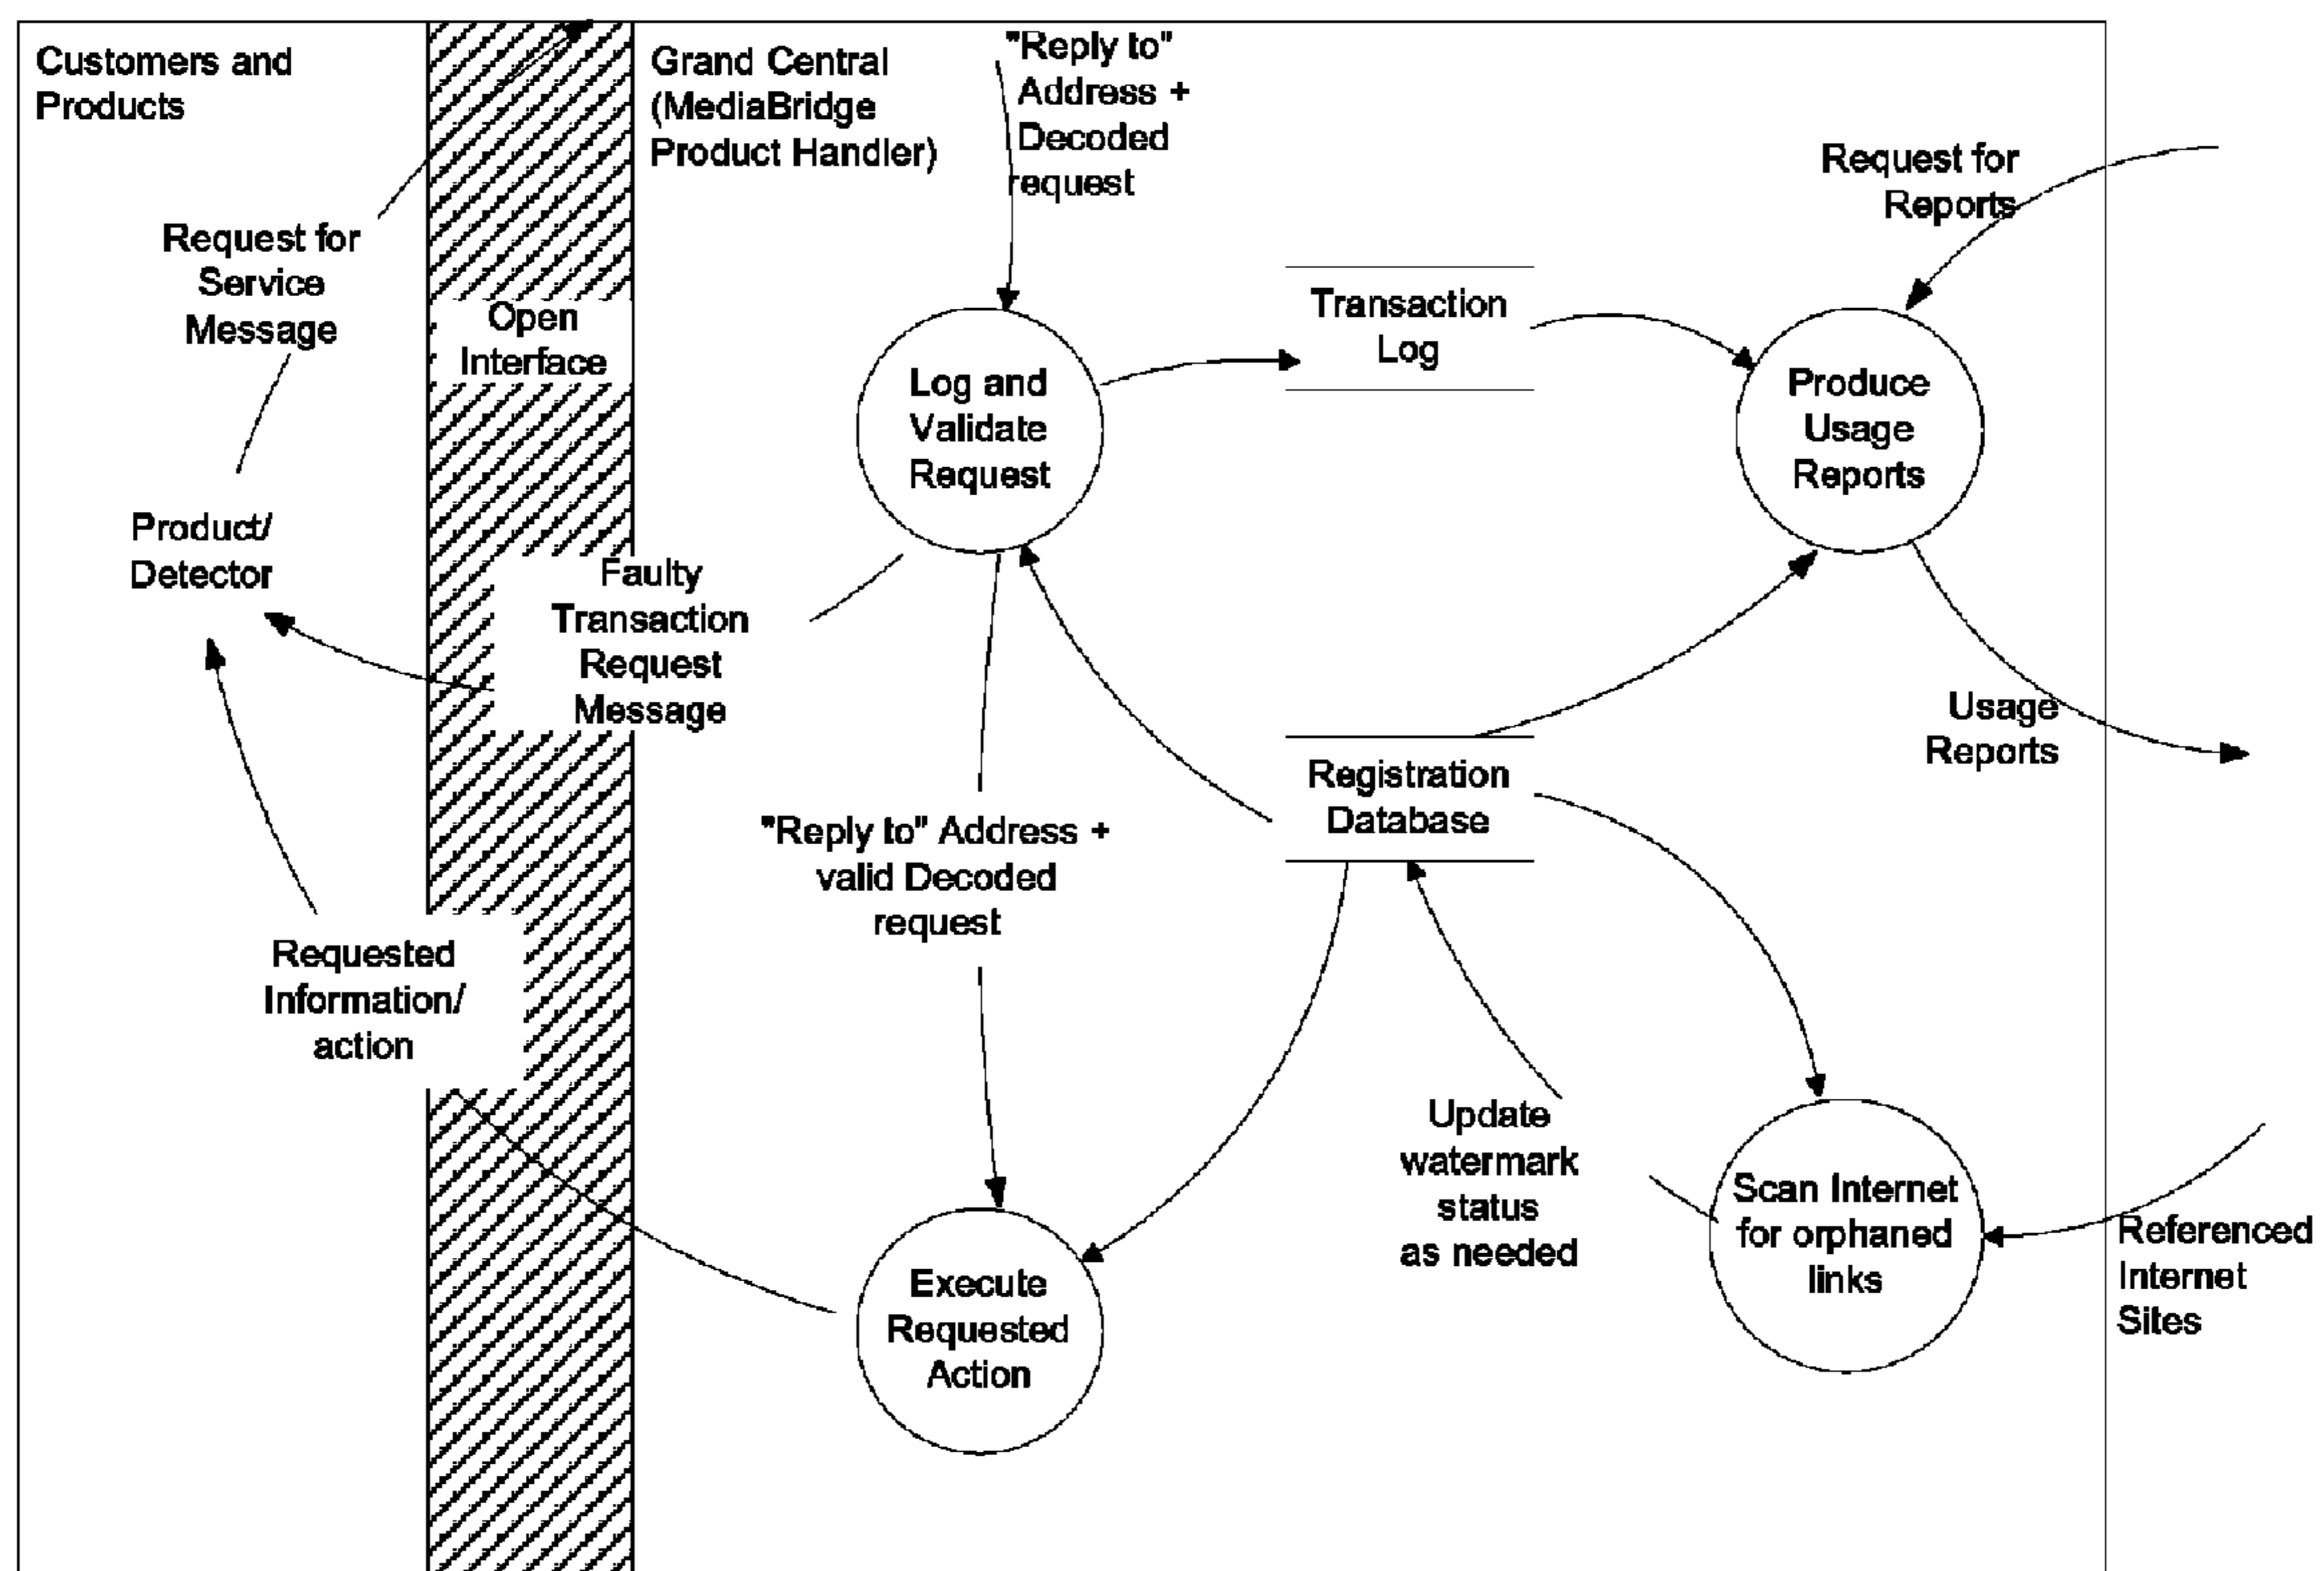 Customers and
Products
Grand Central
(MediaBridge
Product Handler)
"Reply to"
Address +
Decoded
request
Request for
Reports
Request for
Service
Message
Open
Interface
Transaction
Log
Log and
Validate
Request
Produce
Usage
Reports
Product/
Detector
Faulty
Transaction
Request
Message
Usage
Reports
Registration
Database
"Reply to" Address +
valid Decoded
request
Requested
Information/
action
Update
watermark
status
as needed
Scan Internet
for orphaned
links
Referenced
Internet
Sites
Execute
Requested
Action